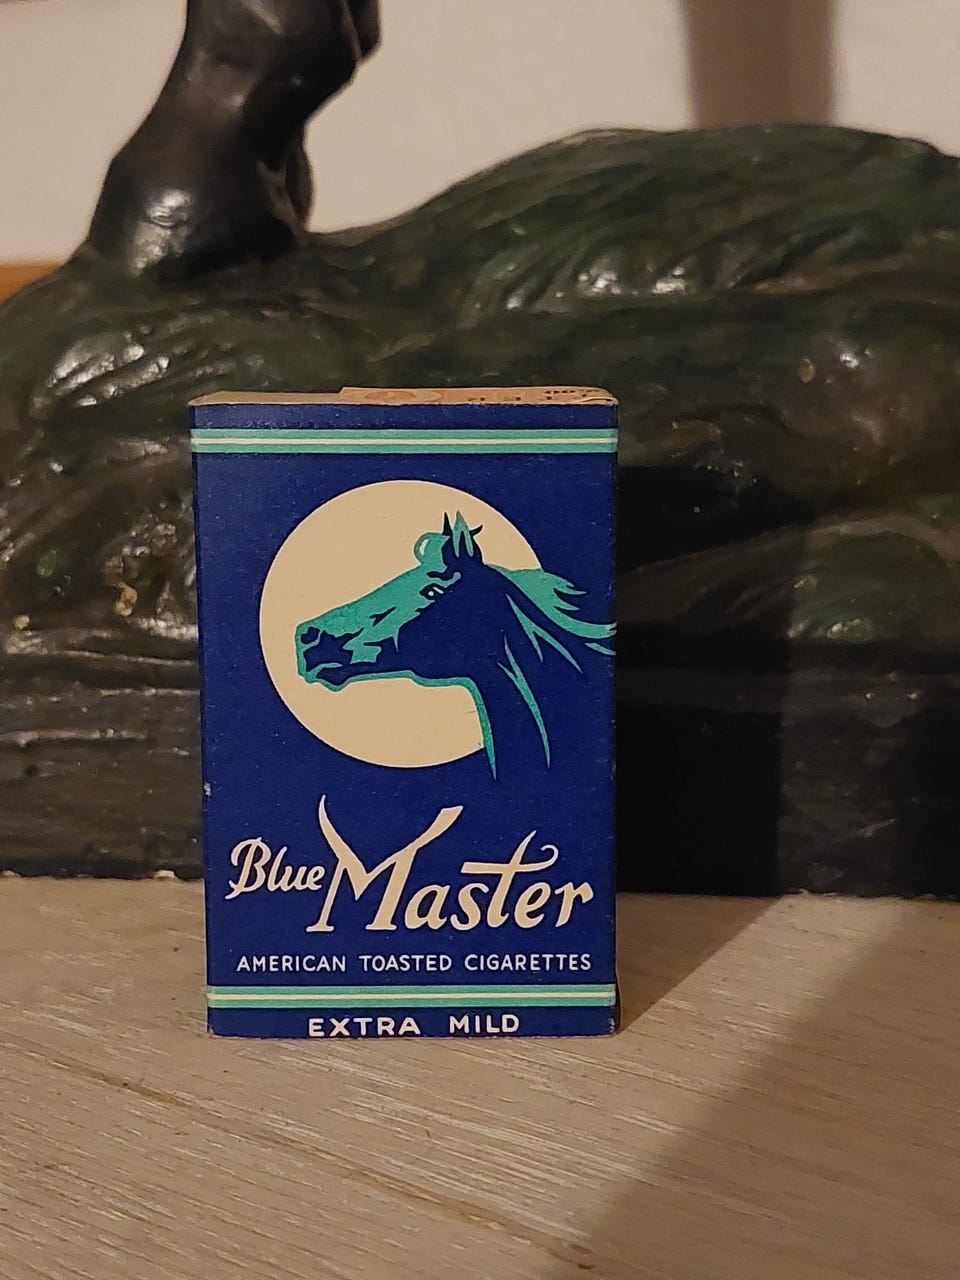 Blue Master
AMERICAN TOASTED CIGARETTES
EXTRA MILD